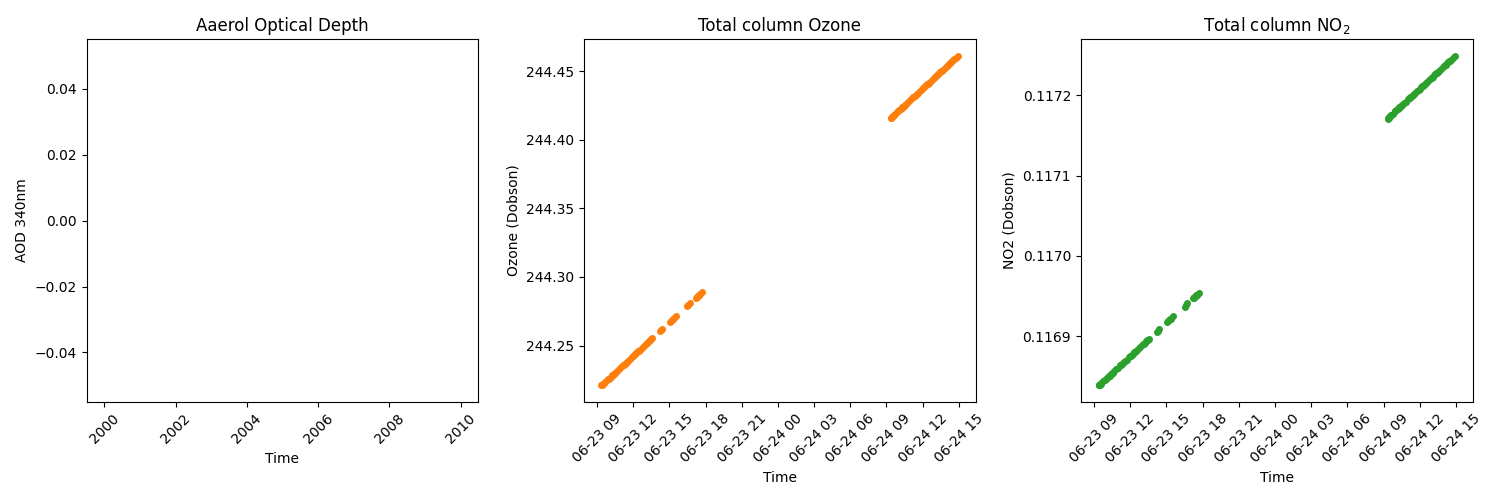 Aaerol Optical Depth
AOD 340nm
0.04
0.02
0.00
−0.02
−0.04
2000 2002 2004 2006 2008 2010
Time
Total column Ozone
Ozone (Dobson)
244.45
244.40
244.35
244.30
244.25
06-23 09 06-23 12 06-23 15 06-23 18 06-23 21 06-24 00 06-24 03 06-24 06 06-24 09 06-24 12 06-24 15
Time
Total column NO₂
NO2 (Dobson)
0.1172
0.1171
0.1170
0.1169
06-23 09 06-23 12 06-23 15 06-23 18 06-23 21 06-24 00 06-24 03 06-24 06 06-24 09 06-24 12 06-24 15
Time